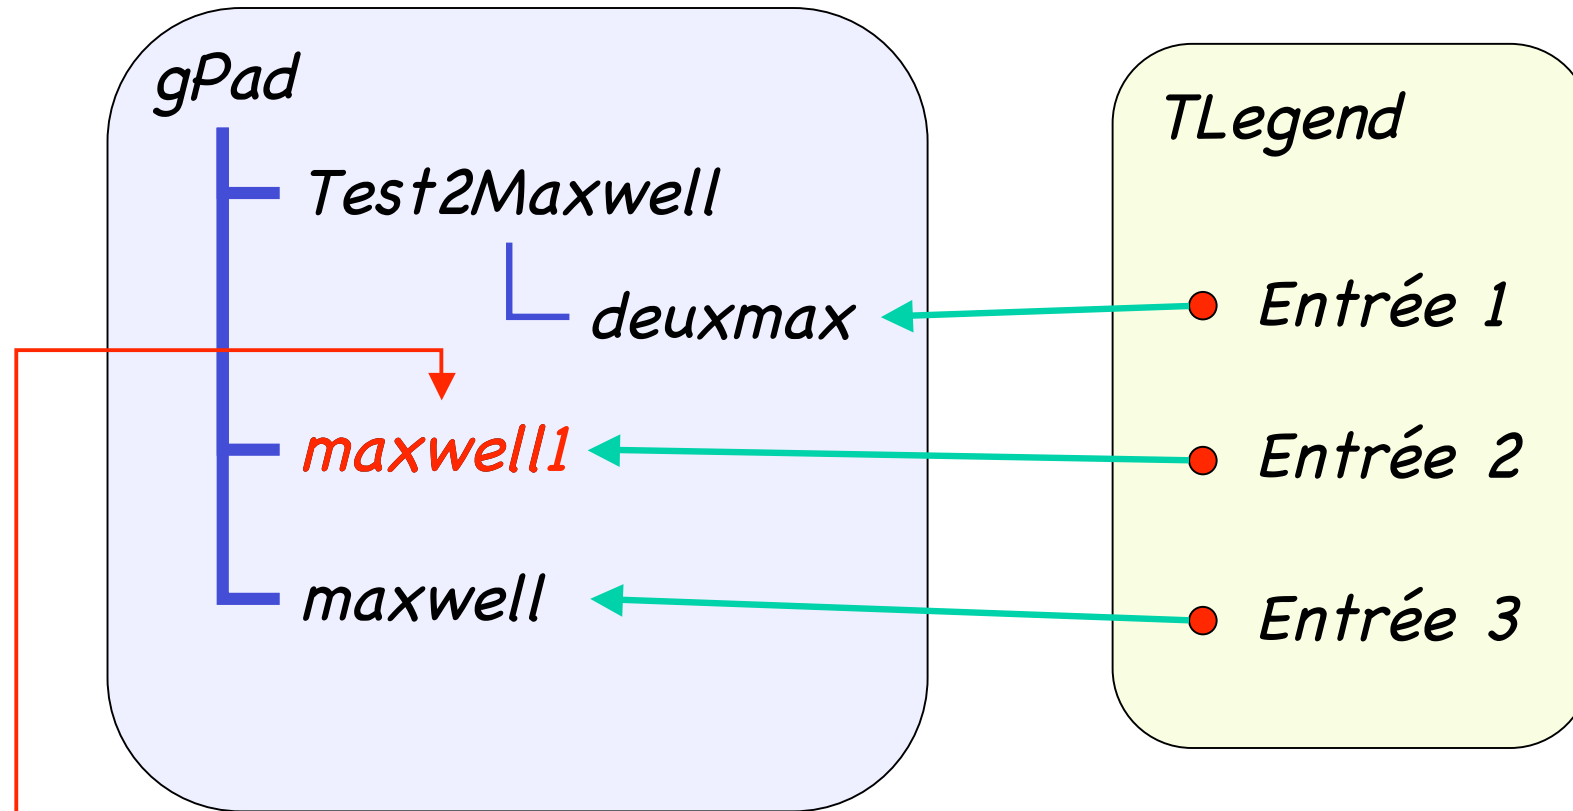 gPad
Test2Maxwell
deuxmax
maxwell1
maxwell
TLegend
Entrée 1
Entrée 2
Entrée 3